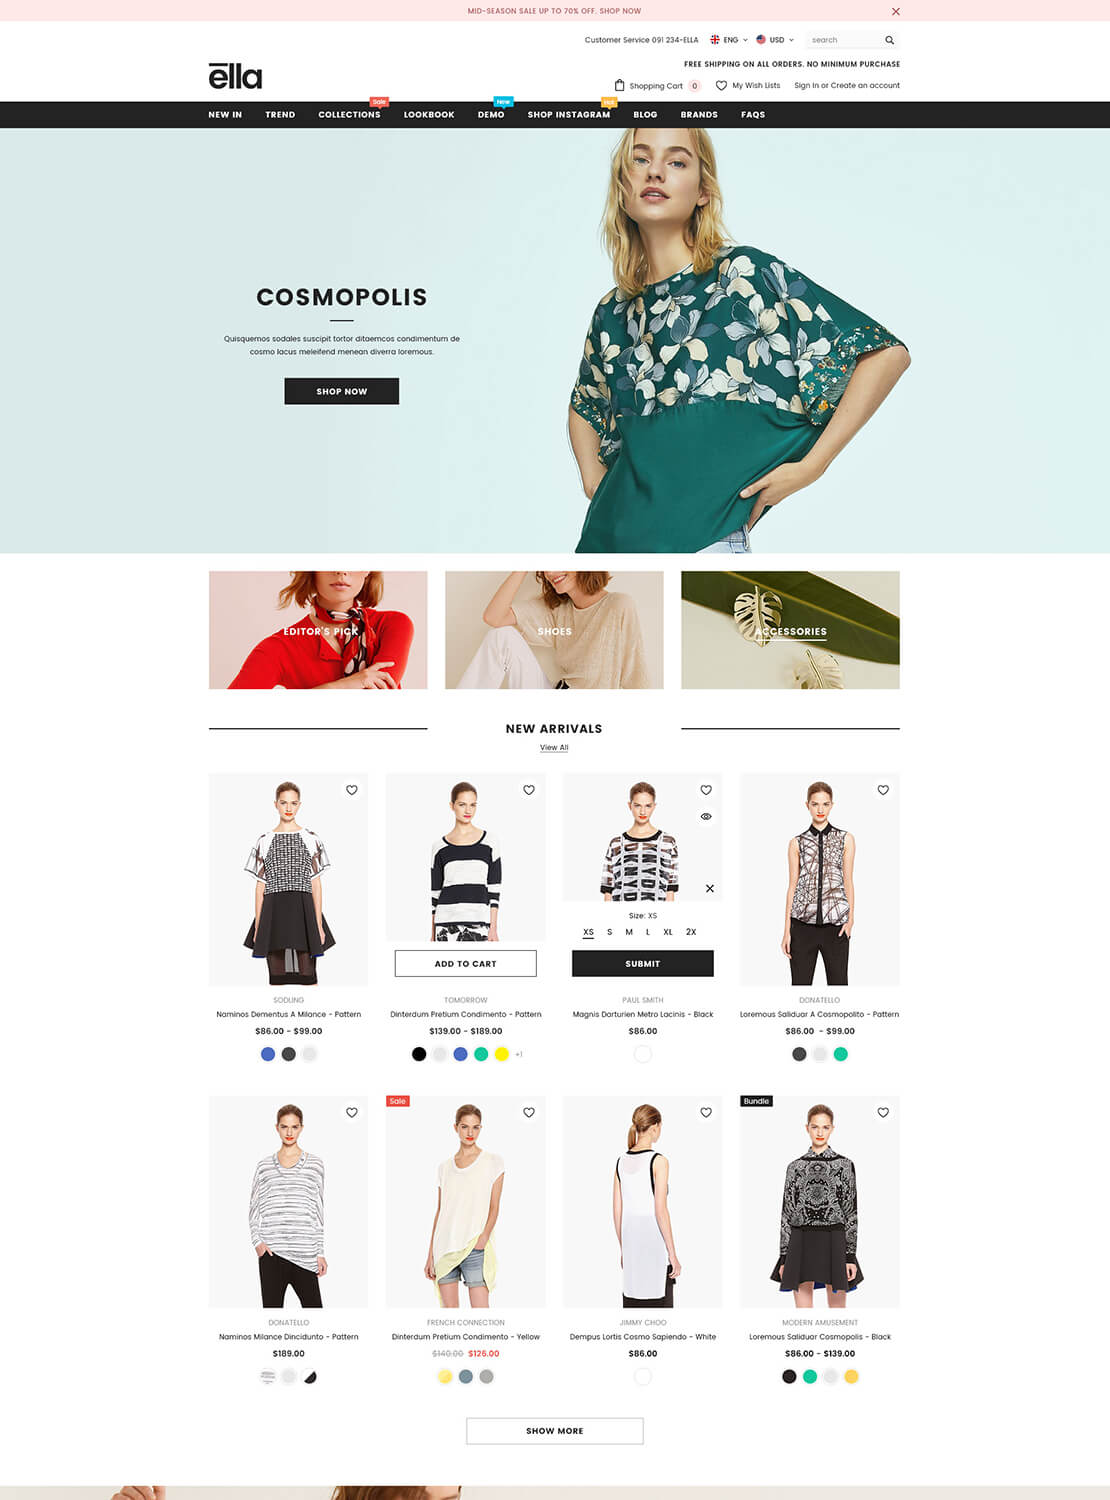 MID-SEASON SALE UP TO 70% OFF. SHOP NOW
Customer Service 091 234-ELLA
ENG
USD
search
FREE SHIPPING ON ALL ORDERS. NO MINIMUM PURCHASE
ella
Shopping Cart 0
My Wish Lists
Sign In or Create an account
Sale
New
NEW IN
TREND
COLLECTIONS
LOOKBOOK
DEMO
SHOP INSTAGRAM
BLOG
BRANDS
FAQS
COSMOPOLIS
Quisquemos sodales suscipit tortor ditaemcos condimentum de
cosmo lacus meleifend menean diverra loremous.
SHOP NOW
EDITOR'S PICK
SHOES
ACCESSORIES
NEW ARRIVALS
View All
ADD TO CART
Size: XS
XS S M L XL 2X
SUBMIT
SODLING
Naminos Dementus A Milance - Pattern
$86.00 - $99.00
TOMORROW
Dinterdum Pretium Condimento - Pattern
$139.00 - $189.00
+1
PAUL SMITH
Magnis Darturien Metro Lacinis - Black
$86.00
DONATELLO
Loremous Saliduar A Cosmopolito - Pattern
$86.00 - $99.00
DONATELLO
Naminos Milance Dincidunto - Pattern
$189.00
Sale
FRENCH CONNECTION
Dinterdum Pretium Condimento - Yellow
$140.00 $126.00
JIMMY CHOO
Dempus Lortis Cosmo Sapiendo - White
$86.00
Bundle
MODERN AMUSEMENT
Loremous Saliduar Cosmopolis - Black
$86.00 - $139.00
SHOW MORE